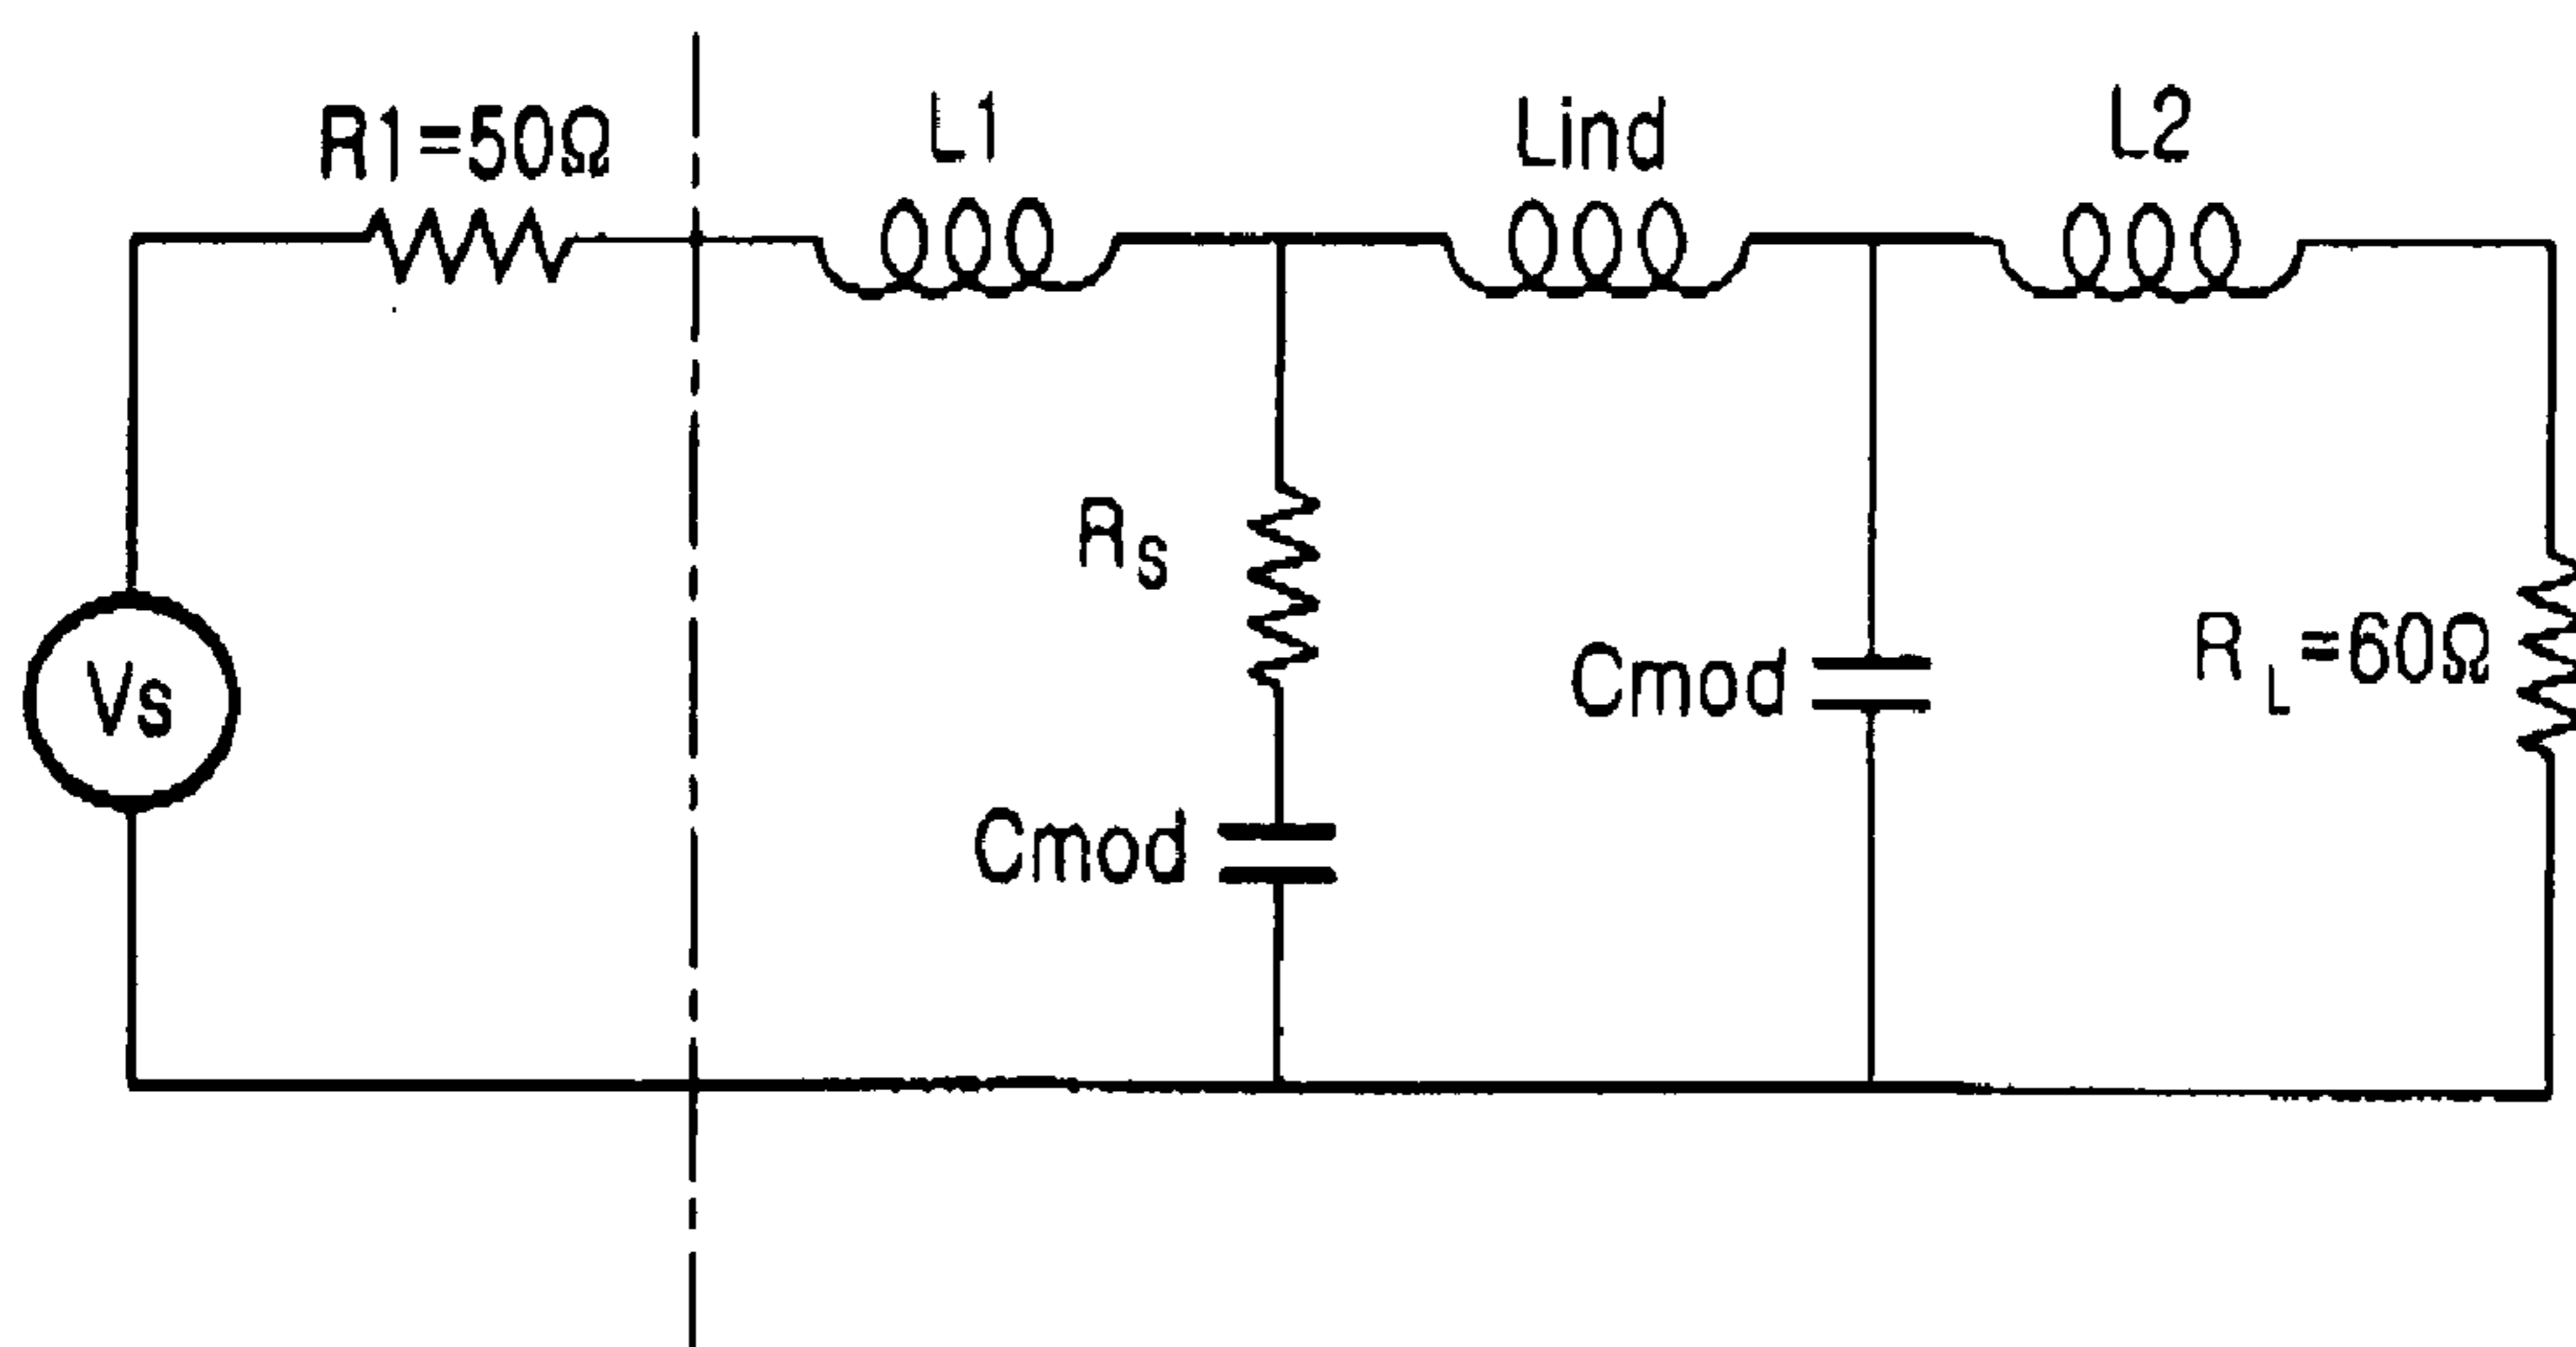 R1=50Ω
L1
Lind
L2
Vs
RS
Cmod
Cmod
RL=60Ω